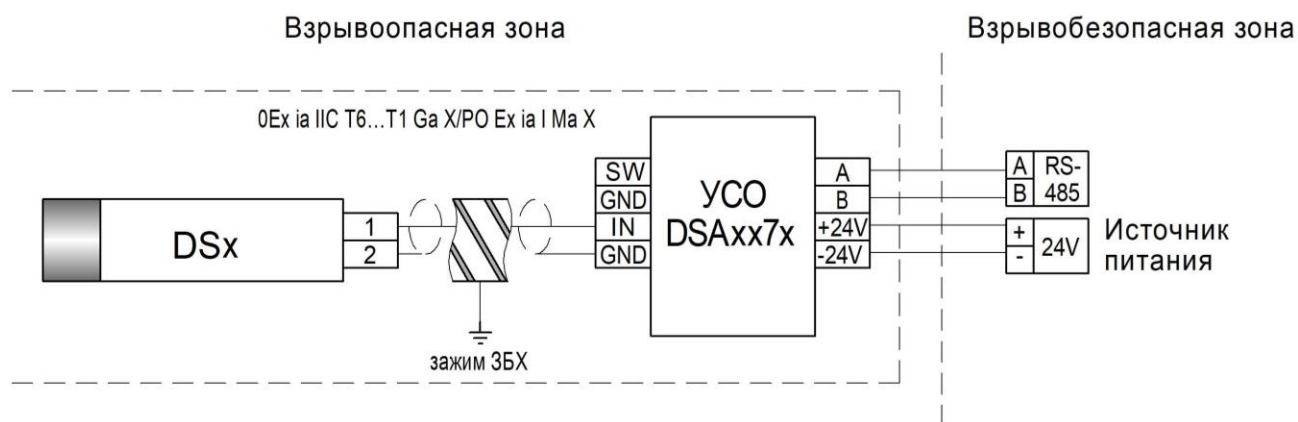 Взрывоопасная зона
Взрывобезопасная зона
0Ex ia IIC T6...T1 Ga X/PO Ex ia I Ma X
DSx
1
2
зажим ЗБХ
SW
GND
IN
GND
УСО
DSAxx7x
A
B
+24V
-24V
A
B
RS-
485
+
-
24V
Источник
питания